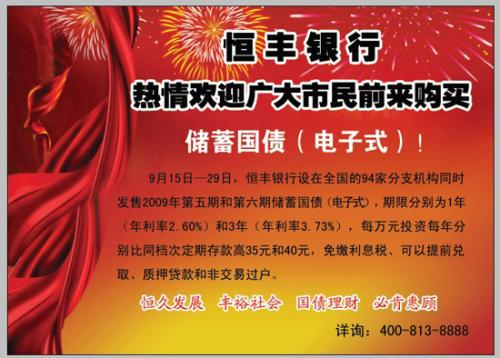 恒丰银行
热情欢迎广大市民前来购买
储蓄国债（电子式）！
9月15日—29日，恒丰银行设在全国的94家分支机构同时
发售2009年第五期和第六期储蓄国债（电子式），期限分别为1年
（年利率2.60%）和3年（年利率3.73%），每万元投资每年分
别比同档次定期存款高35元和40元，免缴利息税、可以提前兑
取、质押贷款和非交易过户。
恒久发展 丰裕社会 国债理财 必肯惠顾
详询：400-813-8888